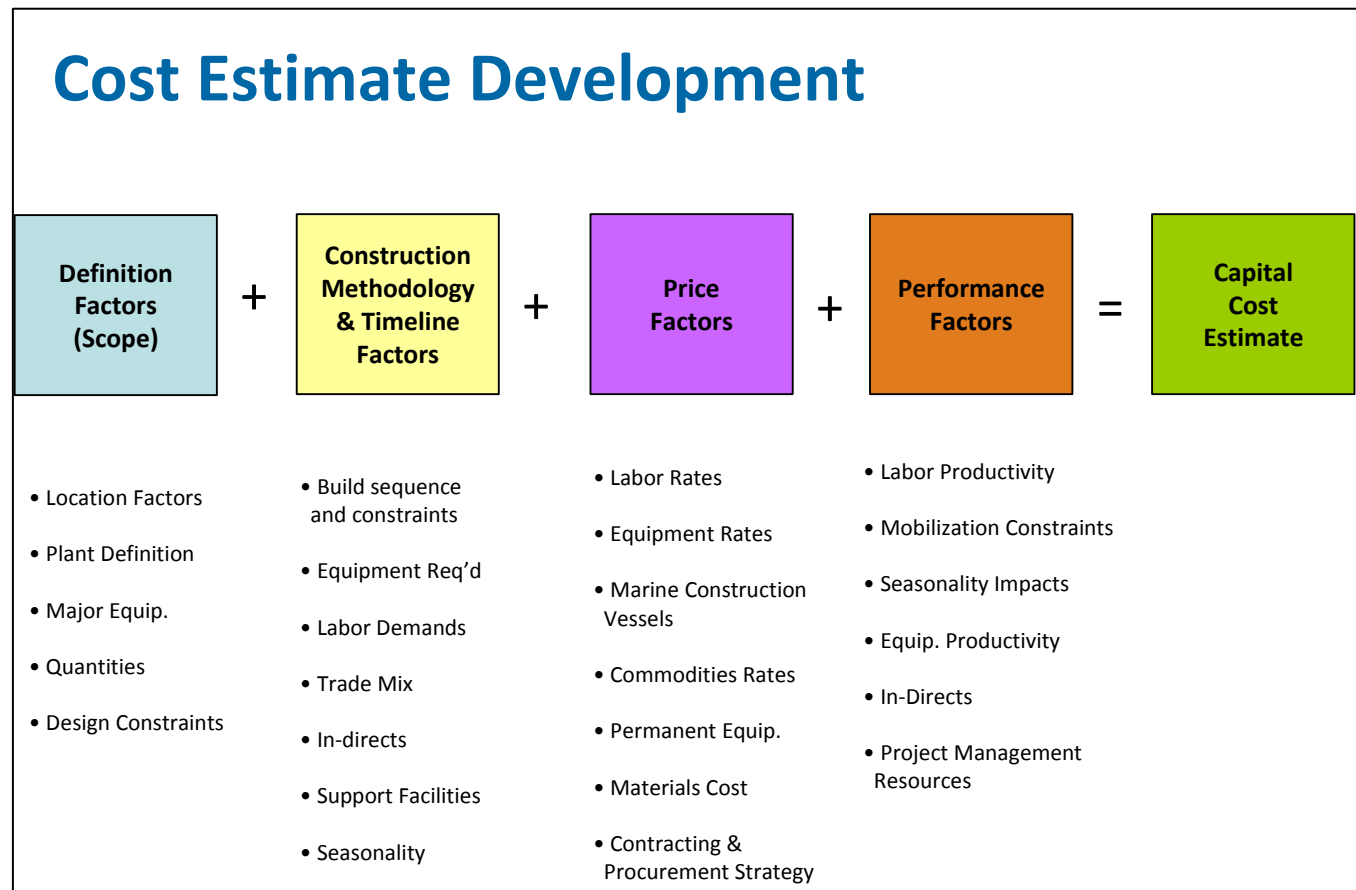 Cost Estimate Development
Definition
Factors
(Scope)
+
Construction
Methodology
& Timeline
Factors
+
Price
Factors
+
Performance
Factors
=
Capital
Cost
Estimate
• Location Factors
• Plant Definition
• Major Equip.
• Quantities
• Design Constraints
• Build sequence
and constraints
• Equipment Req’d
• Labor Demands
• Trade Mix
• In-directs
• Support Facilities
• Seasonality
• Labor Rates
• Equipment Rates
• Marine Construction
Vessels
• Commodities Rates
• Permanent Equip.
• Materials Cost
• Contracting &
Procurement Strategy
• Labor Productivity
• Mobilization Constraints
• Seasonality Impacts
• Equip. Productivity
• In-Directs
• Project Management
Resources